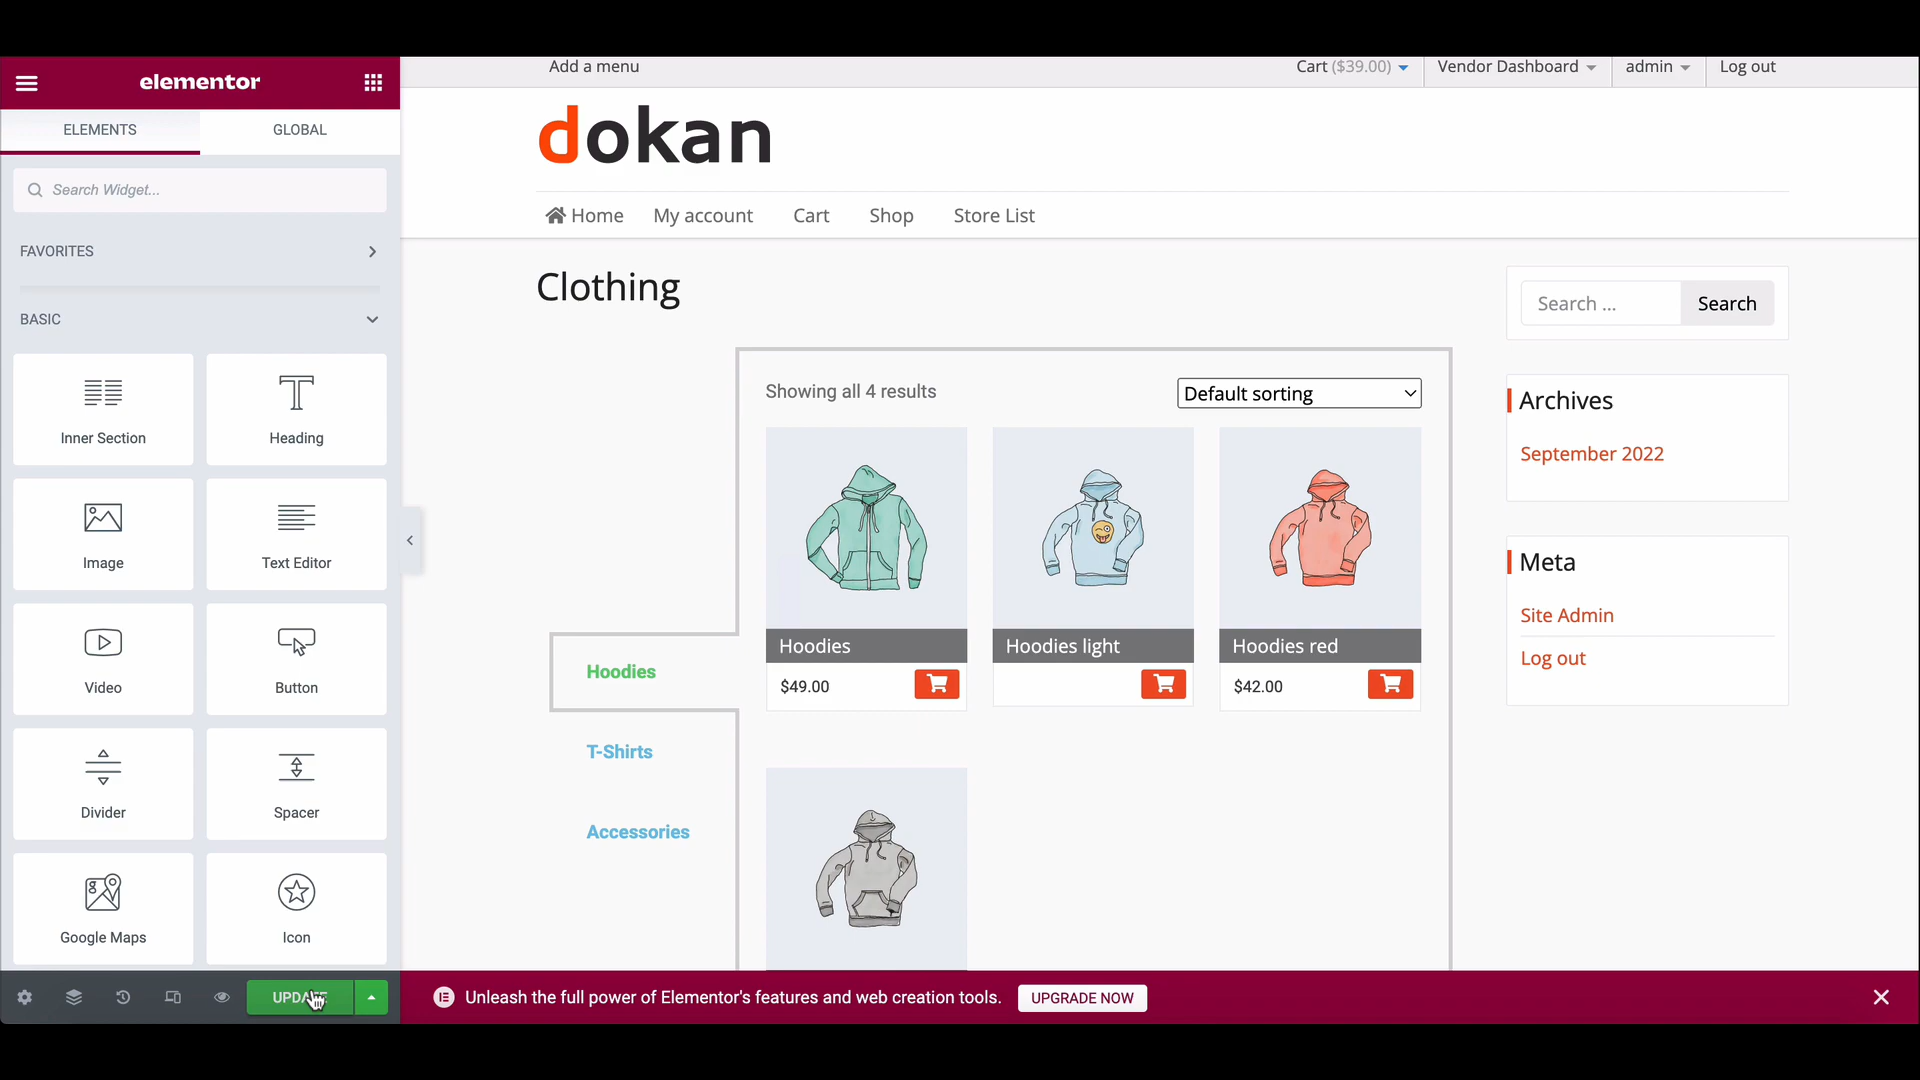 elementor
ELEMENTS
GLOBAL
Search Widget...
FAVORITES
BASIC
Inner Section
Heading
Image
Text Editor
Video
Button
Divider
Spacer
Google Maps
Icon
UPDATE
Add a menu
Cart ($39.00)
Vendor Dashboard
admin
Log out
dokan
Home
My account
Cart
Shop
Store List
Clothing
Showing all 4 results
Default sorting
Hoodies
$49.00
Hoodies light
Hoodies red
$42.00
Hoodies
T-Shirts
Accessories
Search ...
Search
Archives
September 2022
Meta
Site Admin
Log out
Unleash the full power of Elementor's features and web creation tools.
UPGRADE NOW